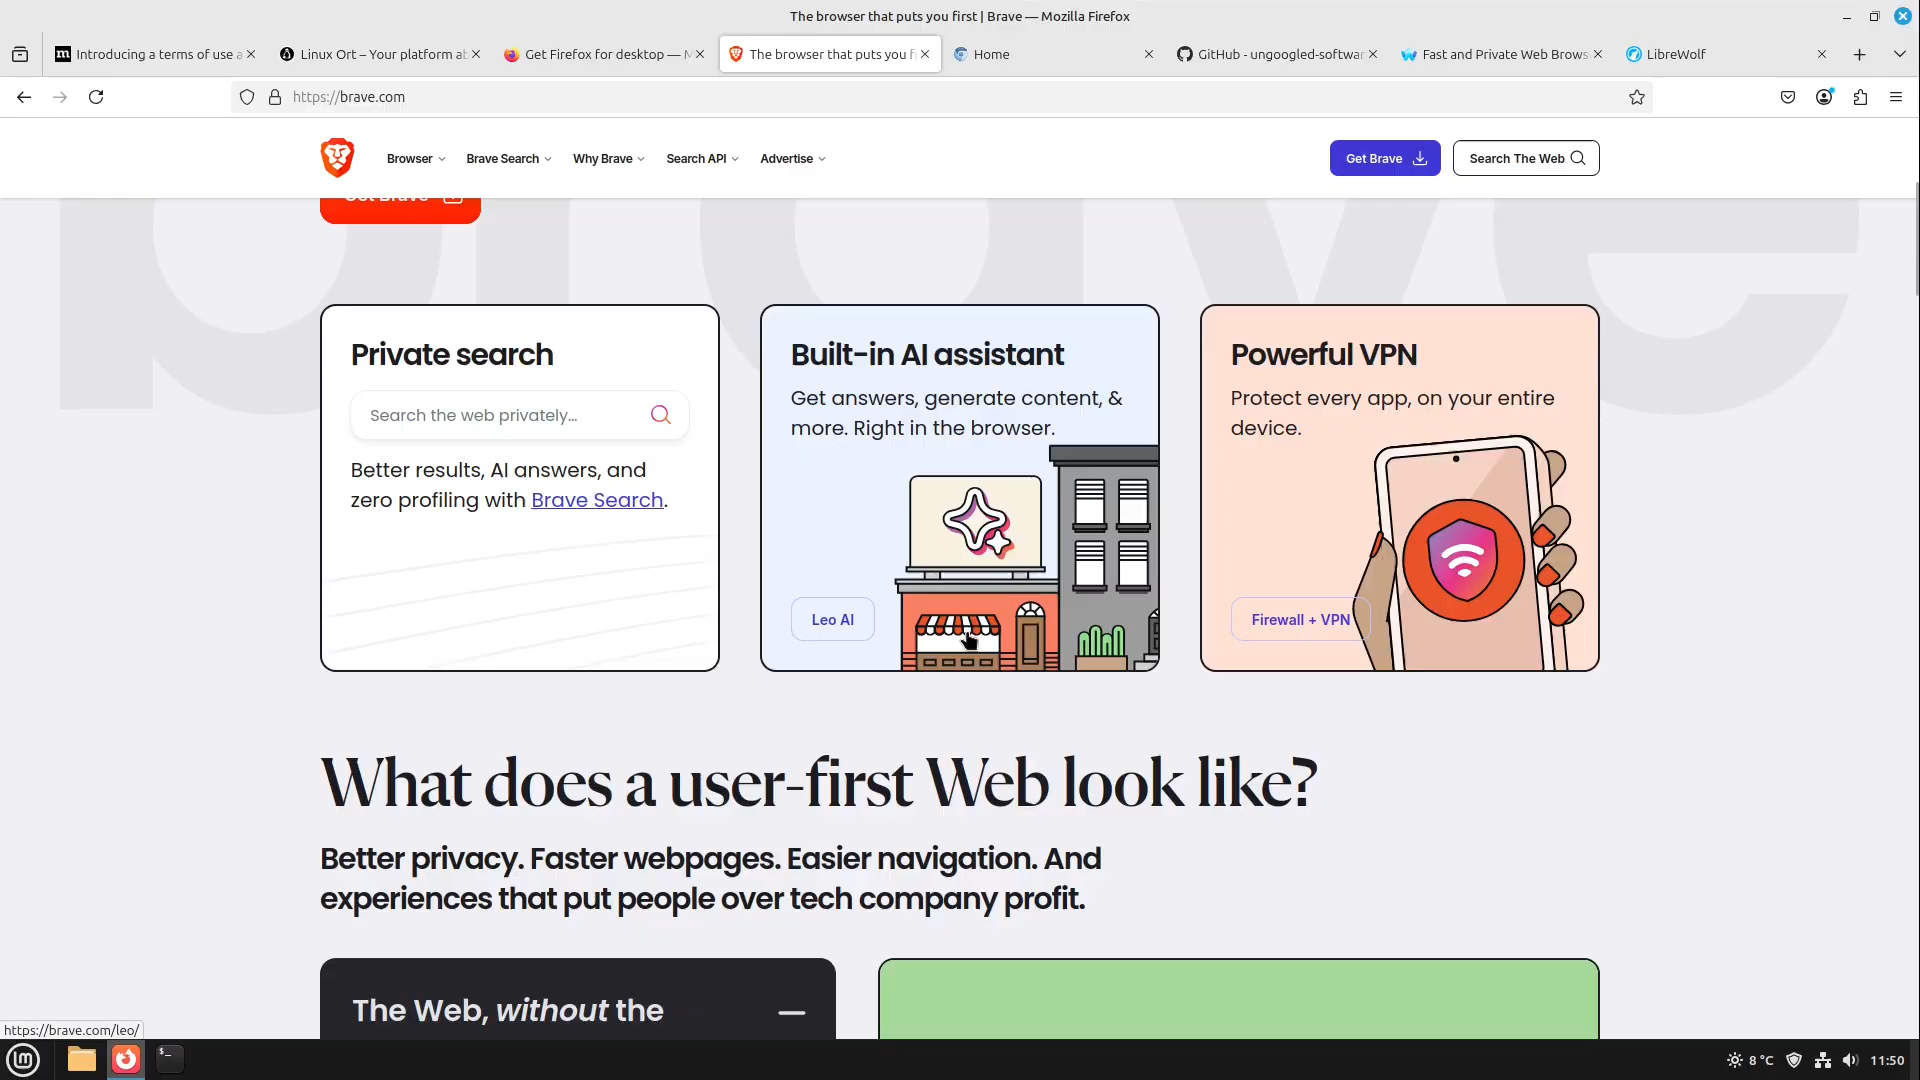 The browser that puts you first | Brave — Mozilla Firefox
Introducing a terms of use a
Linux Ort – Your platform ab
Get Firefox for desktop — M
The browser that puts you f
Home
GitHub - ungoogled-softwar
Fast and Private Web Brows
LibreWolf
https://brave.com
Browser
Brave Search
Why Brave
Search API
Advertise
Get Brave
Search The Web
Get Brave
brave
Private search
Search the web privately...
Better results, AI answers, and
zero profiling with Brave Search.
Built-in AI assistant
Get answers, generate content, &
more. Right in the browser.
Leo AI
Powerful VPN
Protect every app, on your entire
device.
Firewall + VPN
What does a user-first Web look like?
Better privacy. Faster webpages. Easier navigation. And
experiences that put people over tech company profit.
The Web, without the
https://brave.com/leo/
8 °C
11:50